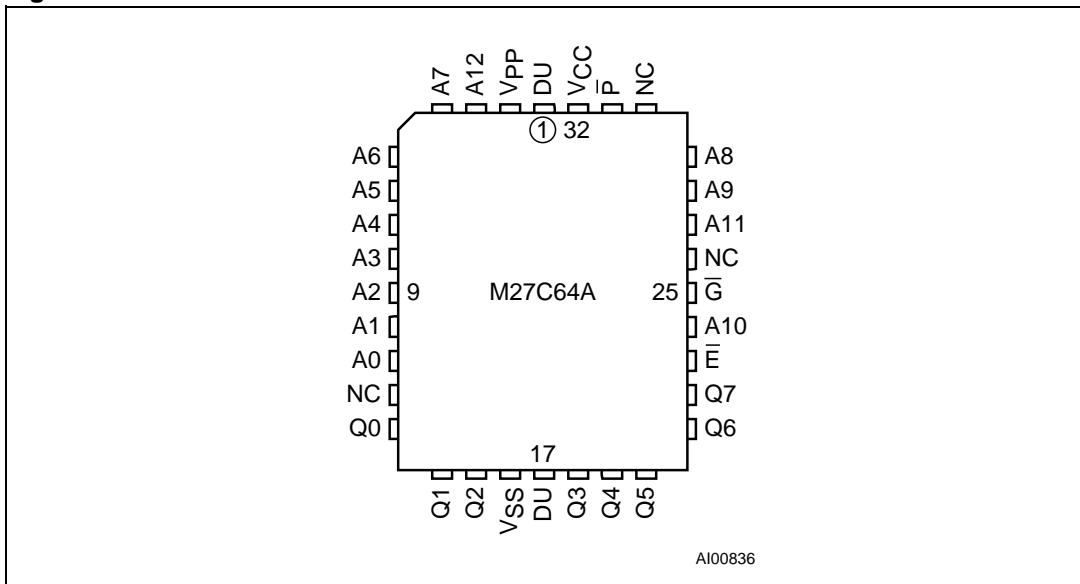 A7 A12 VPP DU VCC P̅ NC
① 32
A6 A8
A5 A9
A4 A11
A3 NC
A2 9 M27C64A 25 G̅
A1 A10
A0 E̅
NC Q7
Q0 Q6
17
Q1 Q2 VSS DU Q3 Q4 Q5
AI00836